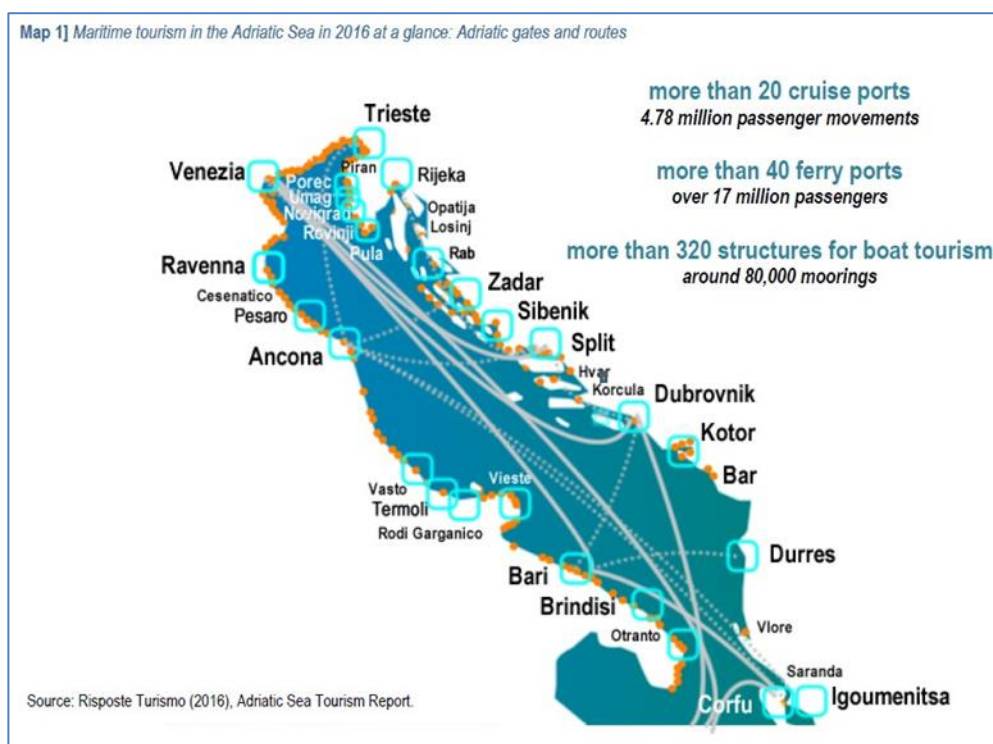 Map 1] Maritime tourism in the Adriatic Sea in 2016 at a glance: Adriatic gates and routes
more than 20 cruise ports
4.78 million passenger movements
more than 40 ferry ports
over 17 million passengers
more than 320 structures for boat tourism
around 80,000 moorings
Trieste
Venezia
Piran
Rijeka
Porec
Umag
Novigrad
Rovinji
Pula
Opatija
Losinj
Rab
Ravenna
Zadar
Cesenatico
Pesaro
Sibenik
Ancona
Split
Hvar
Korcula
Dubrovnik
Kotor
Bar
Vasto
Vieste
Termoli
Rodi Garganico
Durres
Bari
Brindisi
Otranto
Vlore
Saranda
Corfu
Igoumenitsa
Source: Risposte Turismo (2016), Adriatic Sea Tourism Report.